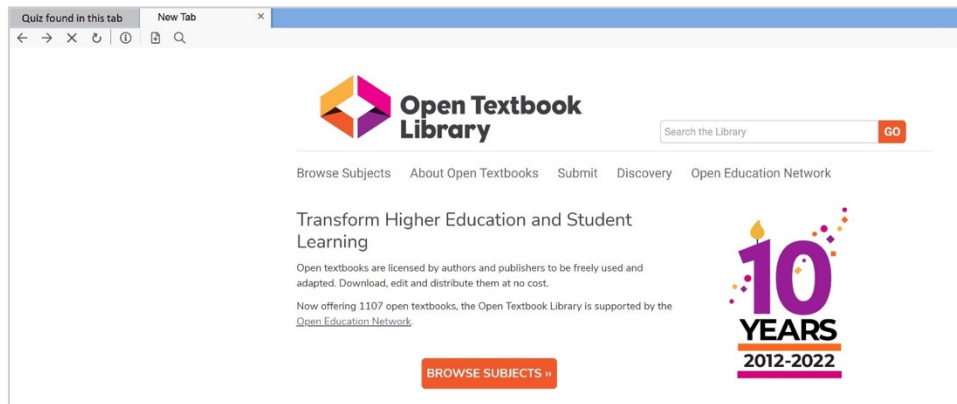 Quiz found in this tab New Tab
Open Textbook
Library
Search the Library GO
Browse Subjects About Open Textbooks Submit Discovery Open Education Network
Transform Higher Education and Student
Learning
Open textbooks are licensed by authors and publishers to be freely used and
adapted. Download, edit and distribute them at no cost.
Now offering 1107 open textbooks, the Open Textbook Library is supported by the
Open Education Network.
BROWSE SUBJECTS »
10
YEARS
2012-2022